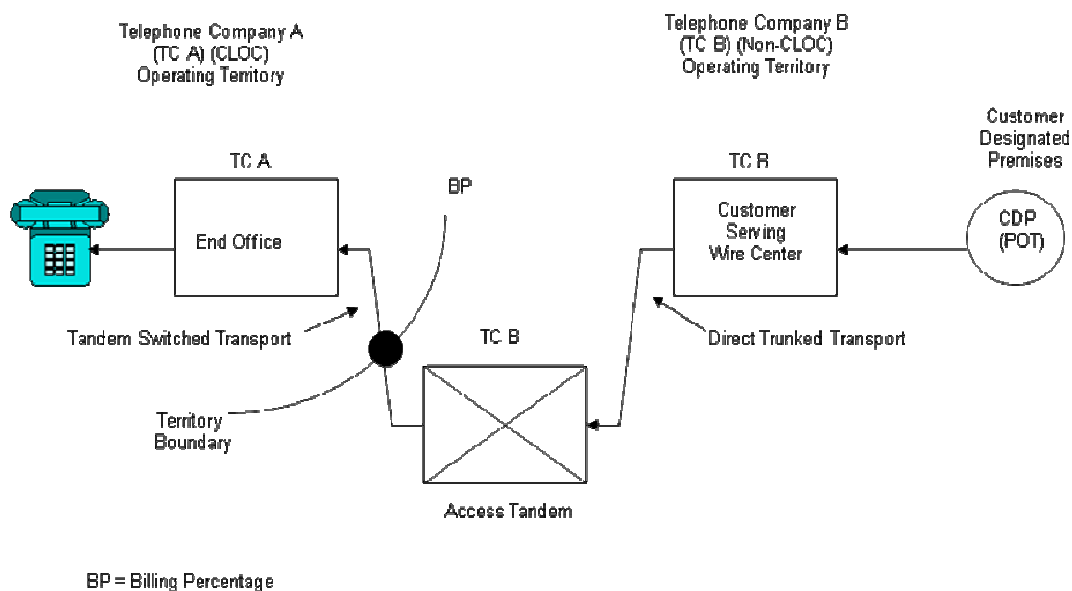 Telephone Company A
(TC A) (CLOC)
Operating Territory
Telephone Company B
(TC B) (Non-CLOC)
Operating Territory
Customer
Designated
Premises
TC A
BP
TC R
End Office
Customer
Serving
Wire Center
CDP
(POT)
Tandem Switched Transport
TC B
Direct Trunked Transport
Territory
Boundary
Access Tandem
BP = Billing Percentage